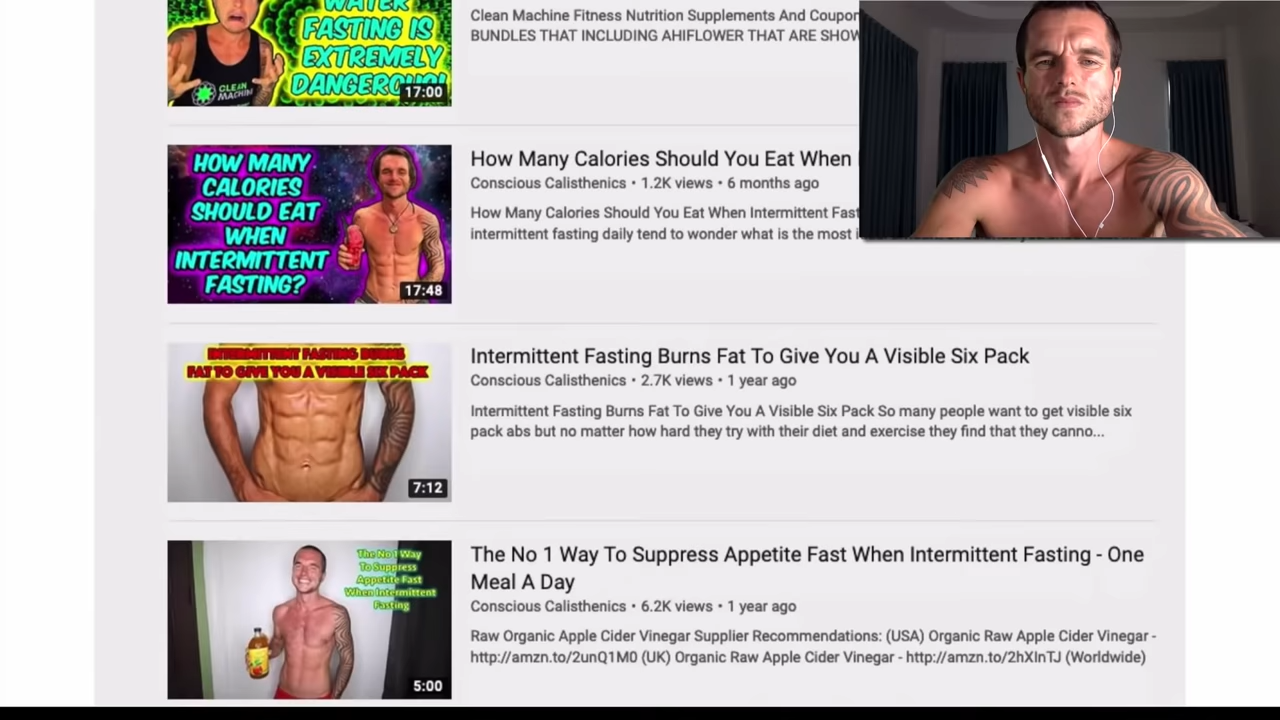 WATER
FASTING IS
EXTREMELY
DANGEROUS!
CLEAN
MACHIN
17:00
Clean Machine Fitness Nutrition Supplements And Coupon
BUNDLES THAT INCLUDING AHIFLOWER THAT ARE SHOW
HOW MANY
CALORIES
SHOULD EAT
WHEN
INTERMITTENT
FASTING?
17:48
How Many Calories Should You Eat When
Conscious Calisthenics • 1.2K views • 6 months ago
How Many Calories Should You Eat When Intermittent Fast
intermittent fasting daily tend to wonder what is the most i
INTERMITTENT FASTING BURNS
FAT TO GIVE YOU A VISIBLE SIX PACK
7:12
Intermittent Fasting Burns Fat To Give You A Visible Six Pack
Conscious Calisthenics • 2.7K views • 1 year ago
Intermittent Fasting Burns Fat To Give You A Visible Six Pack So many people want to get visible six
pack abs but no matter how hard they try with their diet and exercise they find that they canno...
The No 1 Way
To Suppress
Appetite Fast
When Intermittent
Fasting
5:00
The No 1 Way To Suppress Appetite Fast When Intermittent Fasting - One
Meal A Day
Conscious Calisthenics • 6.2K views • 1 year ago
Raw Organic Apple Cider Vinegar Supplier Recommendations: (USA) Organic Raw Apple Cider Vinegar -
http://amzn.to/2unQ1M0 (UK) Organic Raw Apple Cider Vinegar - http://amzn.to/2hXInTJ (Worldwide)